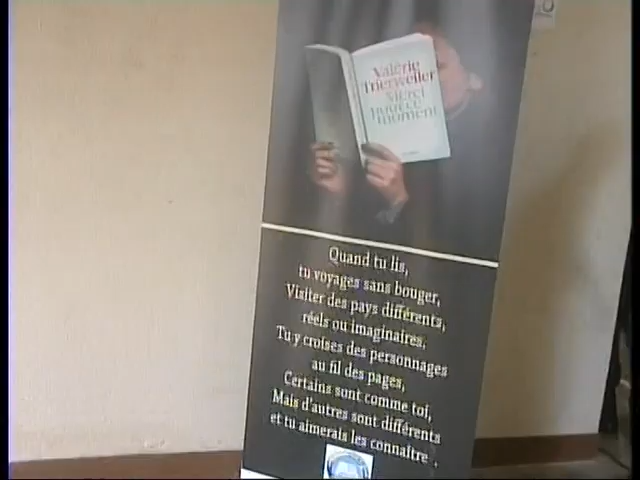 Valérie
Trierweiler
Merci
pour ce
moment
Quand tu lis,
tu voyages sans bouger,
Visiter des pays différents,
réels ou imaginaires,
Tu y croises des personnages
au fil des pages,
Certains sont comme toi,
Mais d'autres sont différents
et tu aimerais les connaître .